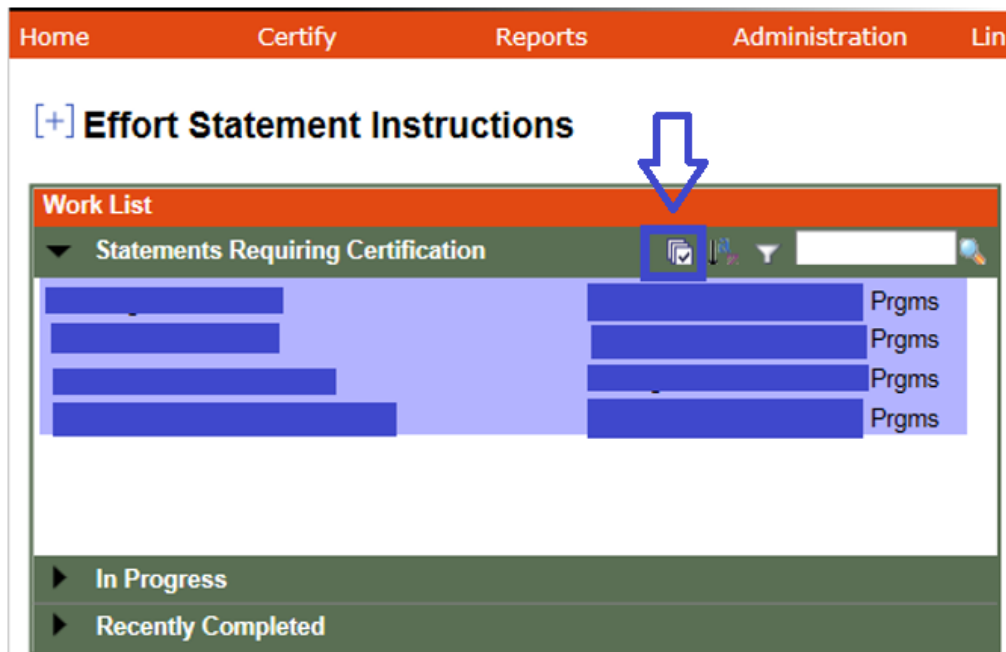 Home Certify Reports Administration Lin
[+] Effort Statement Instructions
Work List
Statements Requiring Certification
Prgms
Prgms
Prgms
Prgms
In Progress
Recently Completed